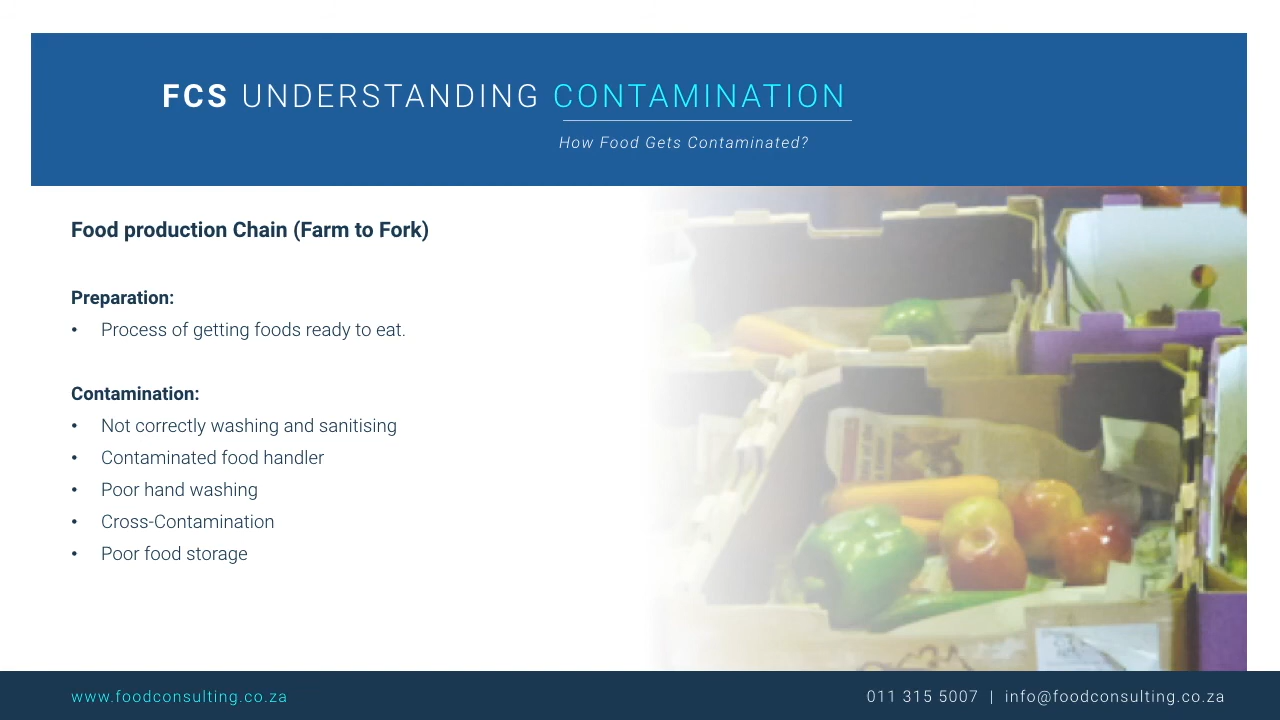 FCS UNDERSTANDING CONTAMINATION
How Food Gets Contaminated?
Food production Chain (Farm to Fork)
Preparation:
• Process of getting foods ready to eat.
Contamination:
• Not correctly washing and sanitising
• Contaminated food handler
• Poor hand washing
• Cross-Contamination
• Poor food storage
www.foodconsulting.co.za
011 315 5007 | info@foodconsulting.co.za